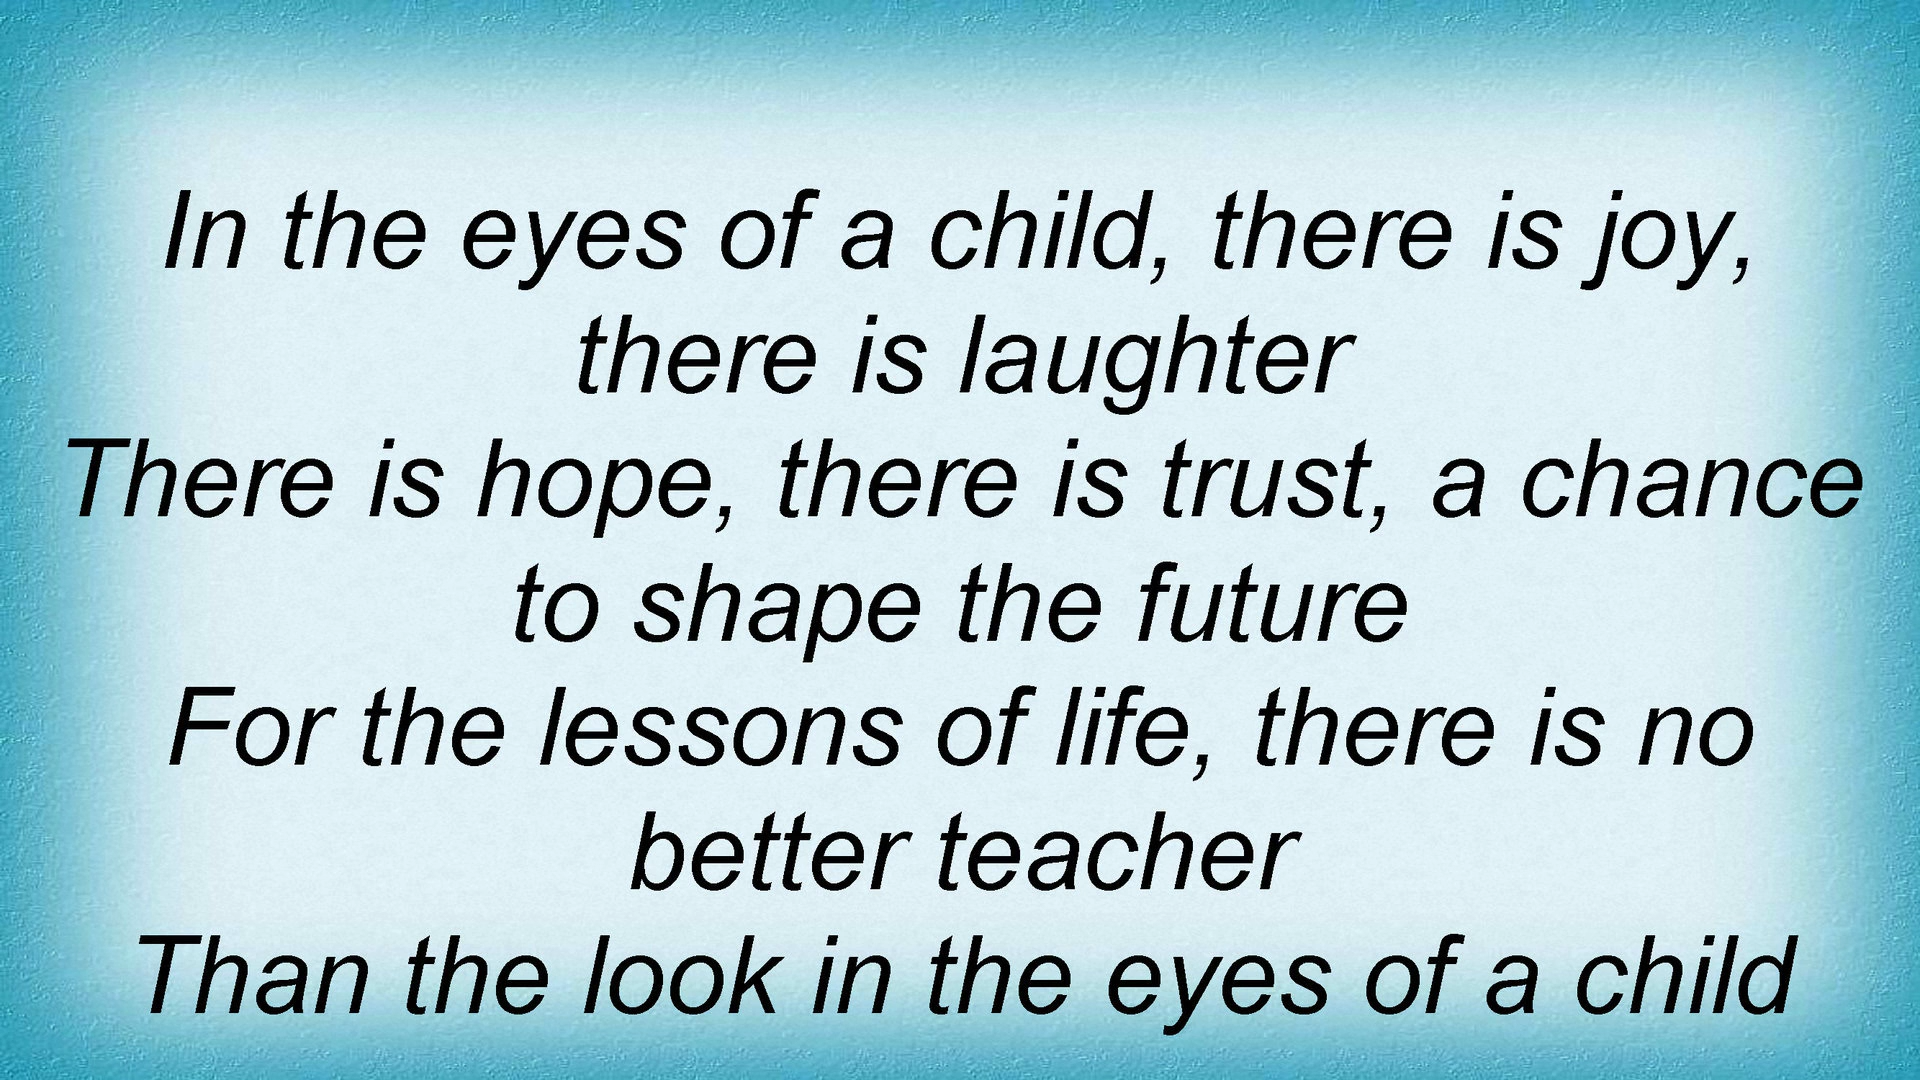 In the eyes of a child, there is joy,
there is laughter
There is hope, there is trust, a chance
to shape the future
For the lessons of life, there is no
better teacher
Than the look in the eyes of a child